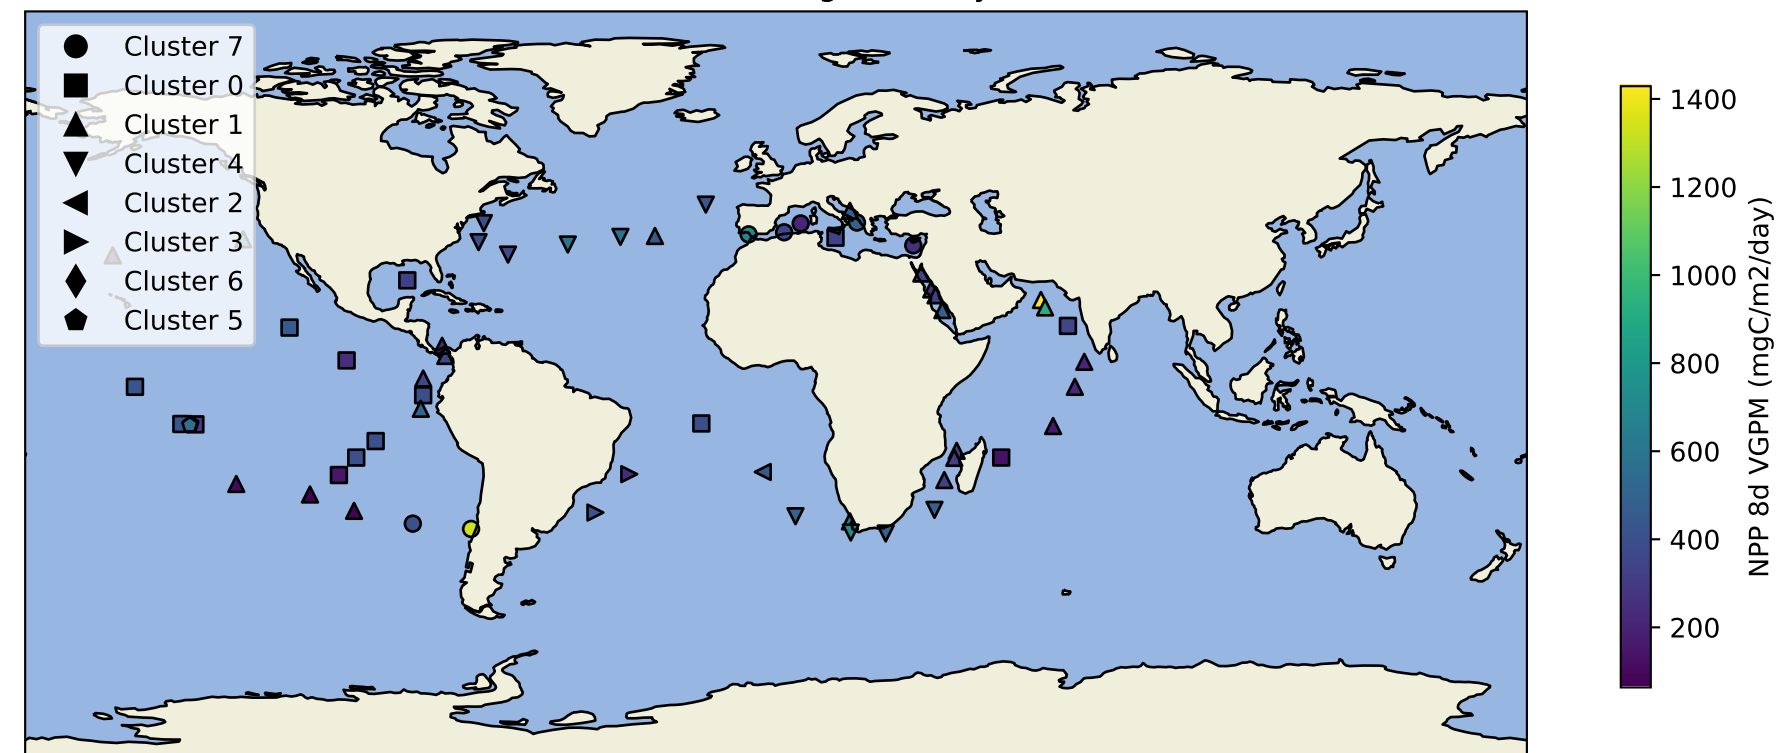 Cluster 7
Cluster 0
Cluster 1
Cluster 4
Cluster 2
Cluster 3
Cluster 6
Cluster 5
1400
1200
1000
800
600
400
200
NPP 8d VGPM (mgC/m2/day)